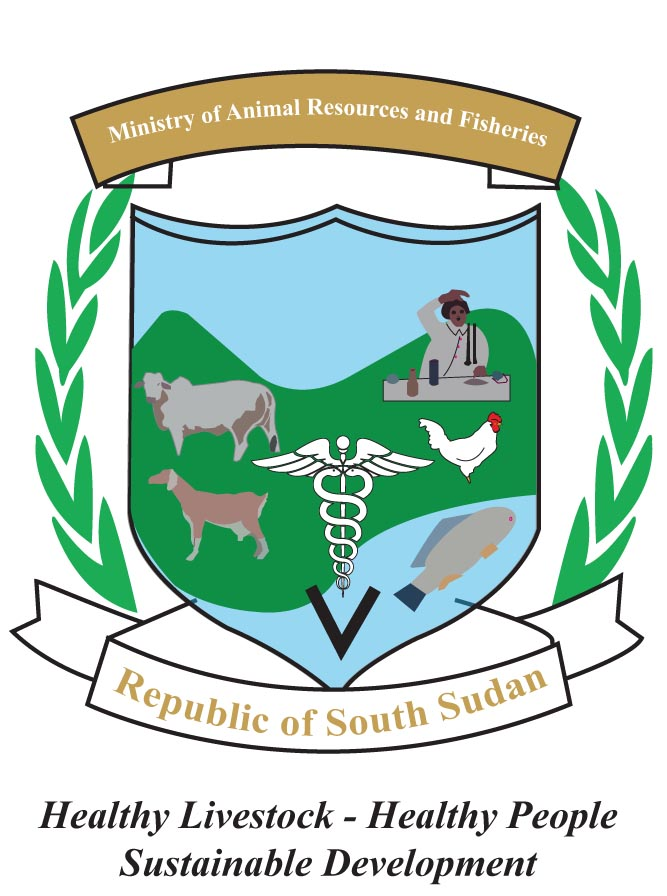 Ministry of Animal Resources and Fisheries
V
Republic of South Sudan
Healthy Livestock - Healthy People
Sustainable Development